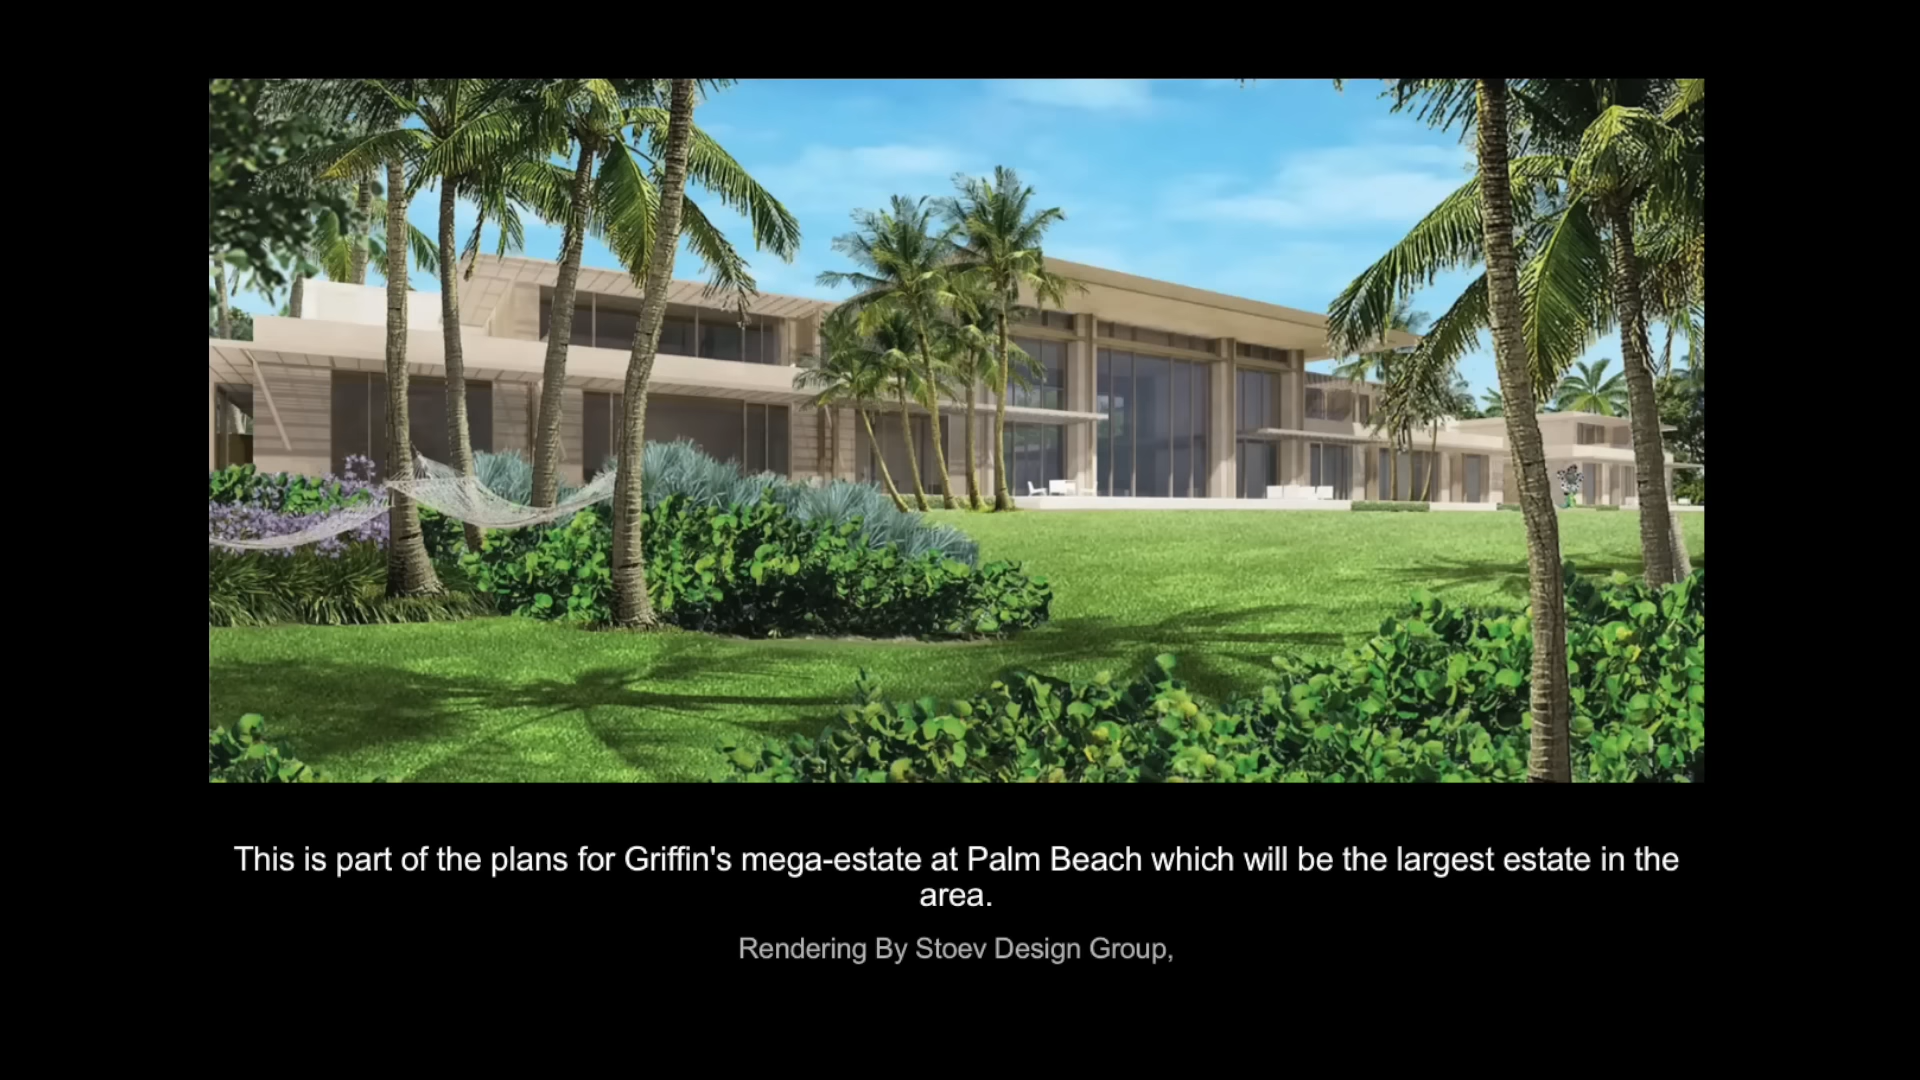 This is part of the plans for Griffin's mega-estate at Palm Beach which will be the largest estate in the
area.
Rendering By Stoev Design Group,